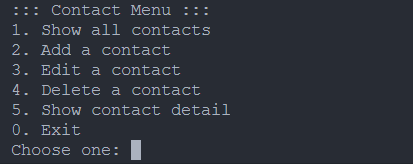 ::: Contact Menu :::
1. Show all contacts
2. Add a contact
3. Edit a contact
4. Delete a contact
5. Show contact detail
0. Exit
Choose one: